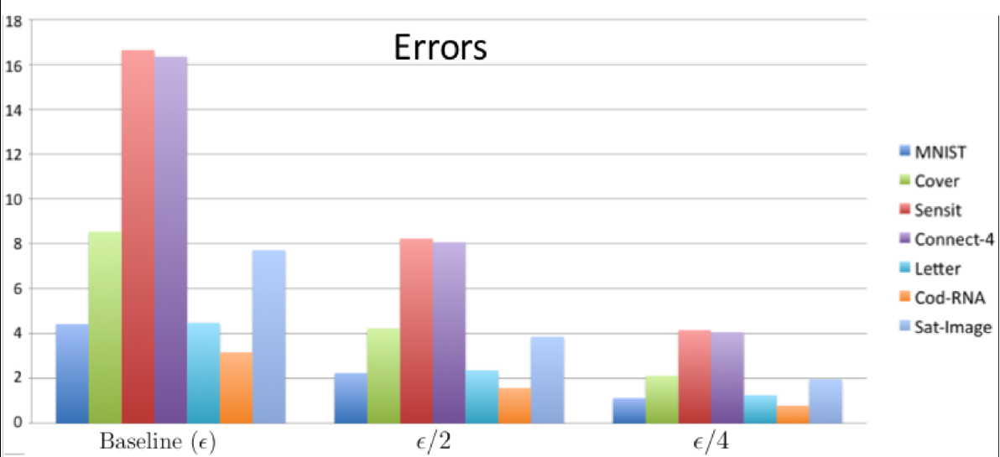 Errors
18
16
14
12
10
8
6
4
2
0
Baseline (ϵ)
ϵ/2
ϵ/4
MNIST
Cover
Sensit
Connect-4
Letter
Cod-RNA
Sat-Image